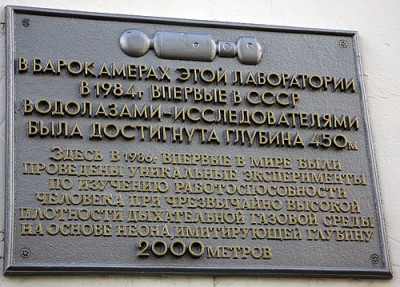 В БАРОКАМЕРАХ ЭТОЙ ЛАБОРАТОРИИ
В 1984, ВПЕРВЫЕ В СССР
ВОДОЛАЗАМИ-ИССЛЕДОВАТЕЛЯМИ
БЫЛА ДОСТИГНУТА ГЛУБИНА 450м
ЗДЕСЬ В 1986, ВПЕРВЫЕ В МИРЕ БЫЛИ
ПРОВЕДЕНЫ УНИКАЛЬНЫЕ ЭКСПЕРИМЕНТЫ
ПО ИЗУЧЕНИЮ РАБОТОСПОСОБНОСТИ
ЧЕЛОВЕКА ПРИ ЧРЕЗВЫЧАЙНО ВЫСОКОЙ
ПЛОТНОСТИ ДЫХАТЕЛЬНОЙ ГАЗОВОЙ СРЕДЫ
НА ОСНОВЕ НЕОНА, ИМИТИРУЮЩЕЙ ГЛУБИНУ
2000 МЕТРОВ